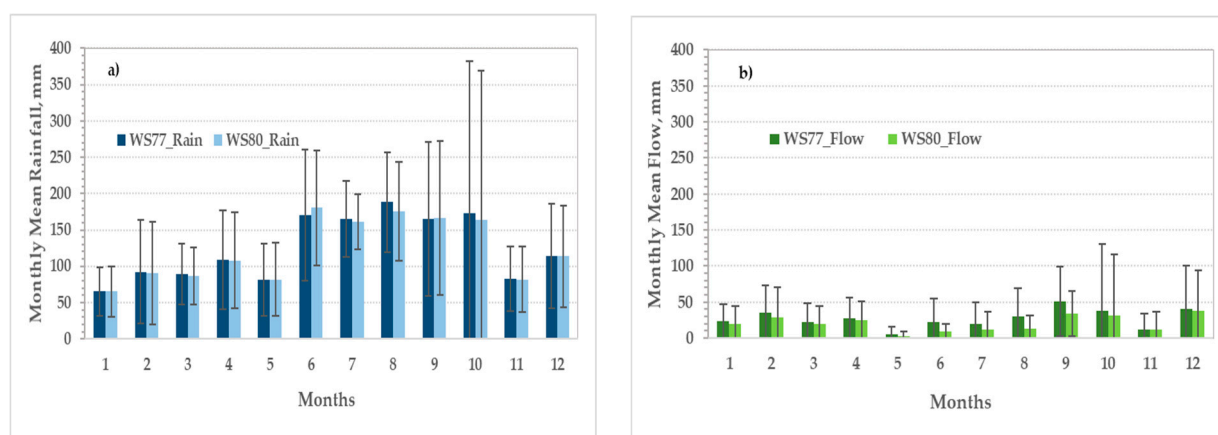 a)
Monthly Mean Rainfall, mm
400
350
300
250
200
150
100
50
0
WS77_Rain WS80_Rain
1 2 3 4 5 6 7 8 9 10 11 12
Months
b)
Monthly Mean Flow, mm
400
350
300
250
200
150
100
50
0
WS77_Flow WS80_Flow
1 2 3 4 5 6 7 8 9 10 11 12
Months